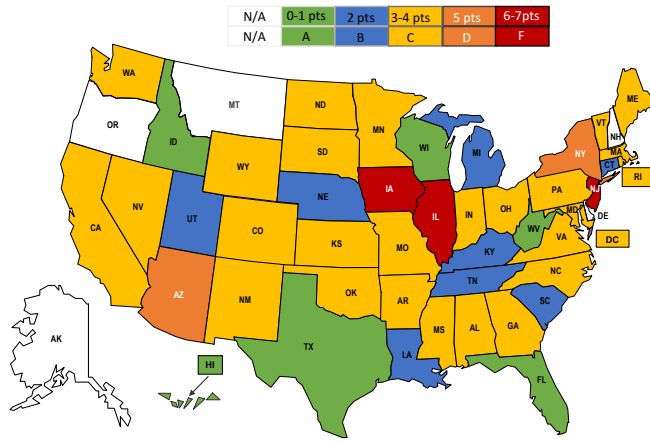 N/A 0-1 pts 2 pts 3-4 pts 5 pts 6-7pts
N/A A B C D F
WA
ME
MT
ND
VT
NH
OR
MN
ID
WI
SD
MA
NY
MI
CT
RI
WY
IA
PA
NJ
NE
NV
OH
IN
IL
MD
DE
UT
CO
WV
CA
VA
KS
MO
KY
DC
NC
TN
AZ
OK
NM
AR
SC
MS
AL
GA
AK
TX
LA
HI
FL